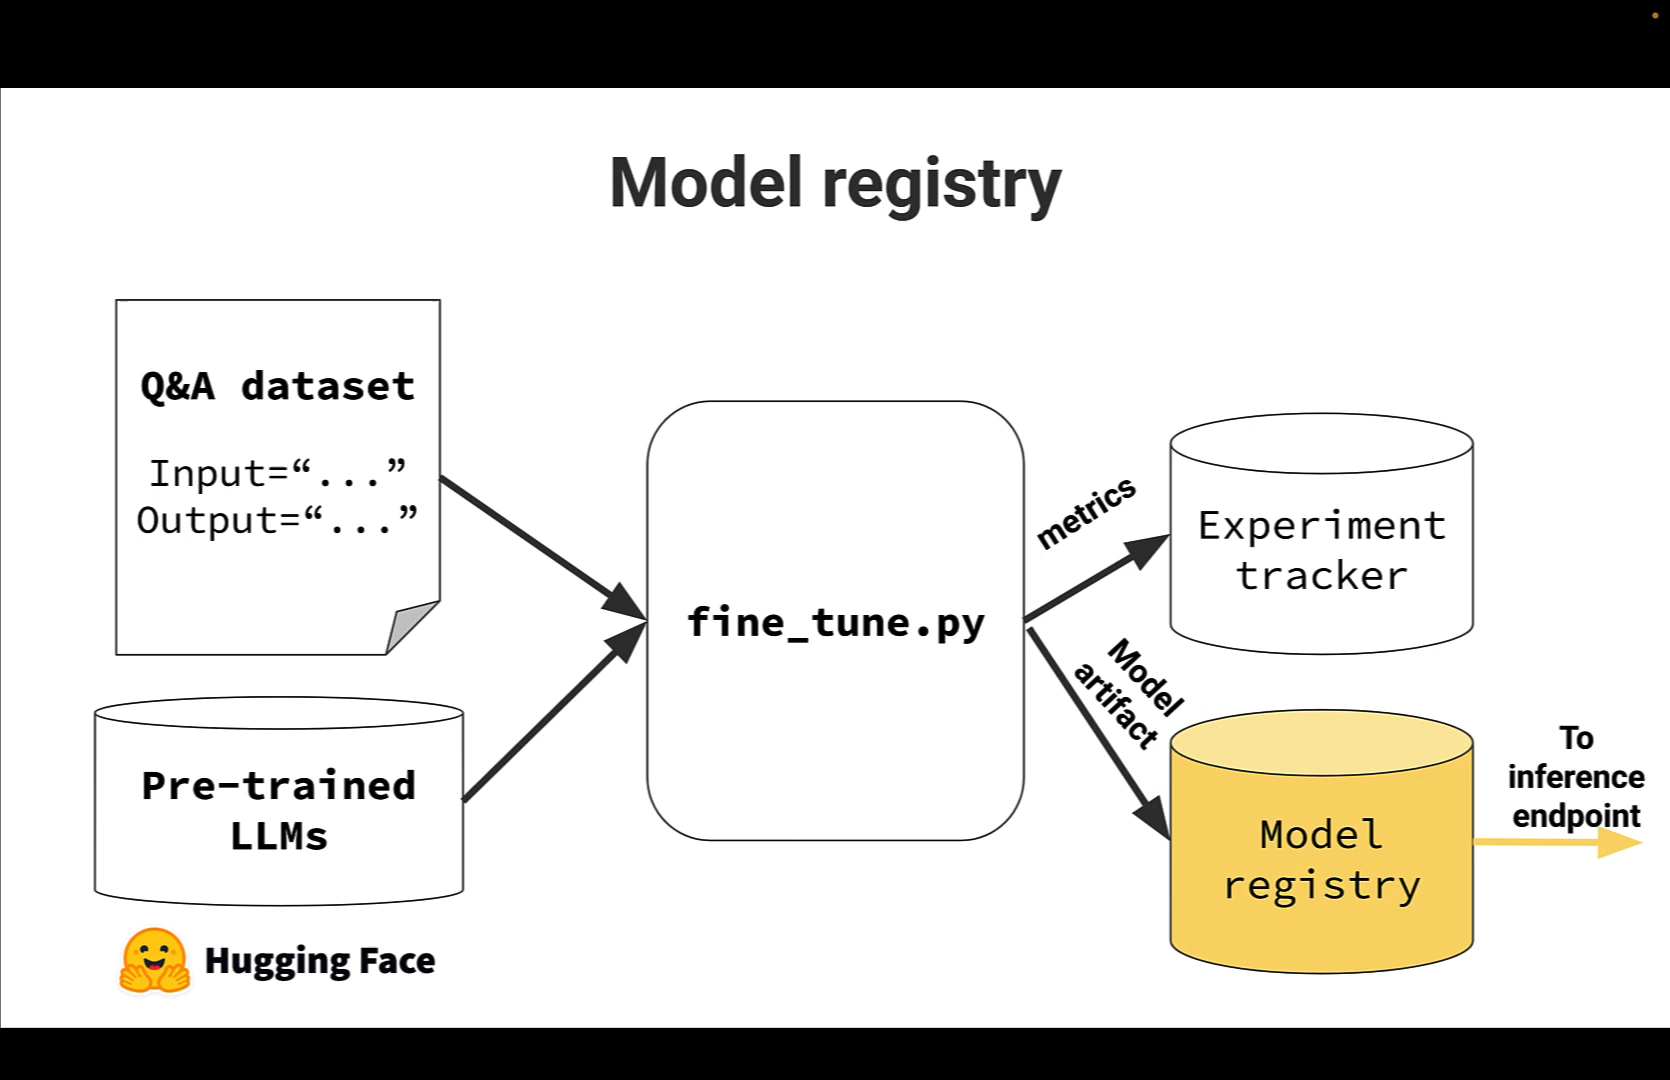 Model registry
Q&A dataset
Input=“...”
Output=“...”
Pre-trained
LLMs
Hugging Face
fine_tune.py
metrics
Model
artifact
Experiment
tracker
Model
registry
To
inference
endpoint